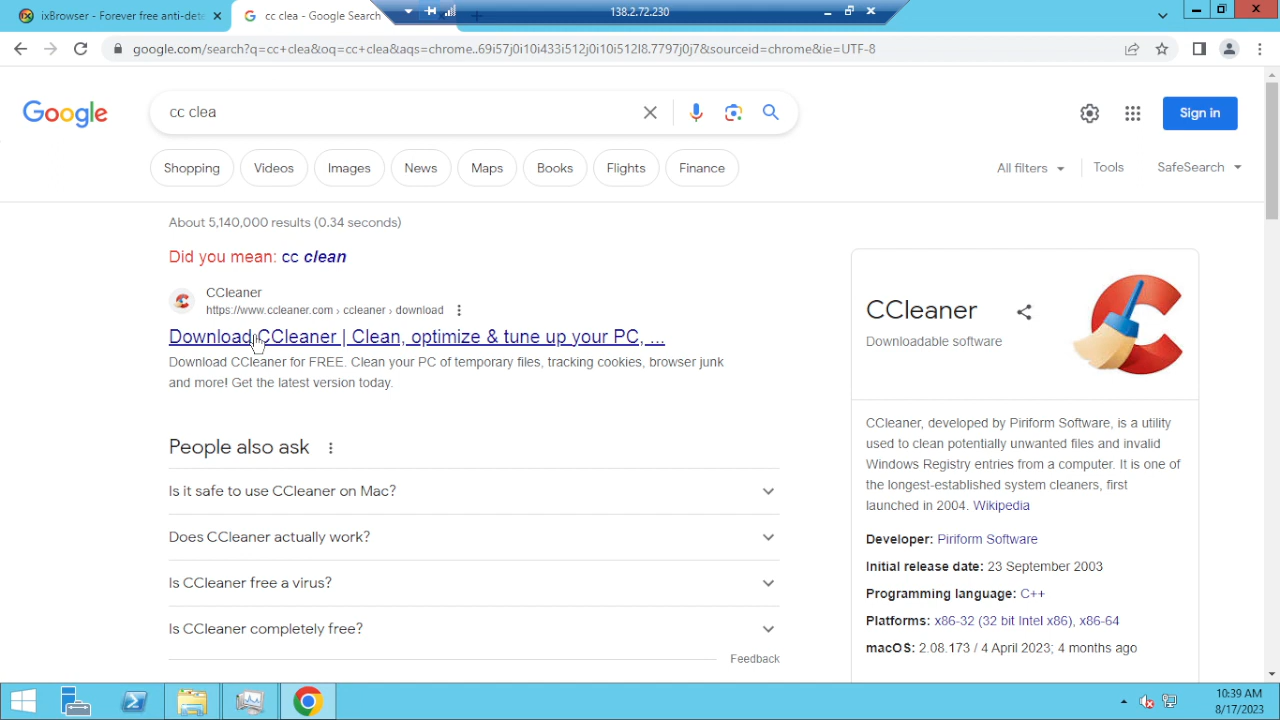 ixBrowser - Forever free anti-dete
cc clea - Google Search
138.2.72.230
google.com/search?q=cc+clea&oq=cc+clea&aqs=chrome..69i57j0i10i433i512j0i10i512l8.7797j0j7&sourceid=chrome&ie=UTF-8
Google
cc clea
Sign in
Shopping
Videos
Images
News
Maps
Books
Flights
Finance
All filters
Tools
SafeSearch
About 5,140,000 results (0.34 seconds)
Did you mean: cc clean
CCleaner
https://www.ccleaner.com › ccleaner › download
Download CCleaner | Clean, optimize & tune up your PC, ...
Download CCleaner for FREE. Clean your PC of temporary files, tracking cookies, browser junk
and more! Get the latest version today.
People also ask
Is it safe to use CCleaner on Mac?
Does CCleaner actually work?
Is CCleaner free a virus?
Is CCleaner completely free?
Feedback
CCleaner
Downloadable software
CCleaner, developed by Piriform Software, is a utility
used to clean potentially unwanted files and invalid
Windows Registry entries from a computer. It is one of
the longest-established system cleaners, first
launched in 2004. Wikipedia
Developer: Piriform Software
Initial release date: 23 September 2003
Programming language: C++
Platforms: x86-32 (32 bit Intel x86), x86-64
macOS: 2.08.173 / 4 April 2023; 4 months ago
10:39 AM
8/17/2023